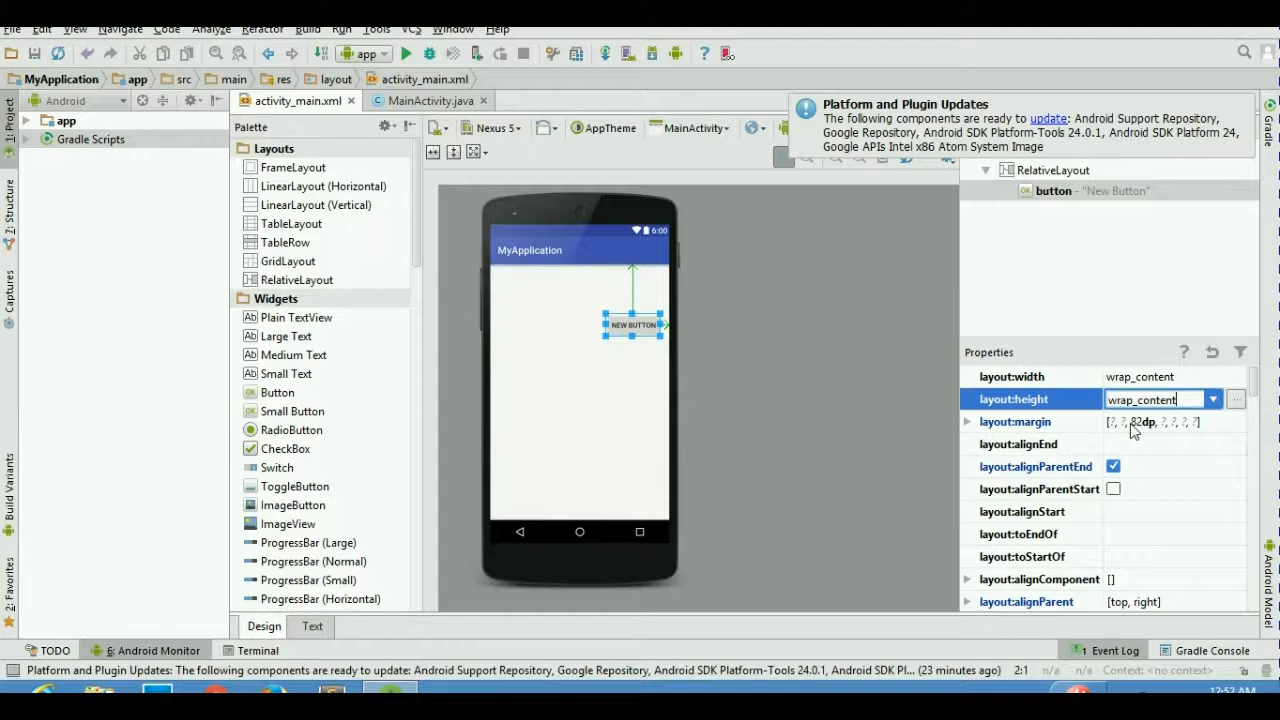 File Edit View Navigate Code Analyze Refactor Build Run Tools VCS Window Help
app
MyApplication app src main res layout activity_main.xml
1: Project
Android
activity_main.xml
MainActivity.java
Platform and Plugin Updates
The following components are ready to update: Android Support Repository,
Google Repository, Android SDK Platform-Tools 24.0.1, Android SDK Platform 24,
Google APIs Intel x86 Atom System Image
Gradle
app
Gradle Scripts
Palette
Nexus 5
AppTheme
MainActivity
Layouts
FrameLayout
LinearLayout (Horizontal)
LinearLayout (Vertical)
TableLayout
TableRow
GridLayout
RelativeLayout
Widgets
Plain TextView
Large Text
Medium Text
Small Text
Button
Small Button
RadioButton
CheckBox
Switch
ToggleButton
ImageButton
ImageView
ProgressBar (Large)
ProgressBar (Normal)
ProgressBar (Small)
ProgressBar (Horizontal)
6:00
MyApplication
NEW BUTTON
RelativeLayout
button - "New Button"
Properties
layout:width wrap_content
layout:height wrap_content
layout:margin [?, ?, 82dp, ?, ?, ?, ?]
layout:alignEnd
layout:alignParentEnd
layout:alignParentStart
layout:alignStart
layout:toEndOf
layout:toStartOf
layout:alignComponent []
layout:alignParent [top, right]
7: Structure
Captures
Build Variants
2: Favorites
Android Model
Design Text
TODO 6: Android Monitor Terminal
1 Event Log Gradle Console
Platform and Plugin Updates: The following components are ready to update: Android Support Repository, Google Repository, Android SDK Platform-Tools 24.0.1, Android SDK Pl... (23 minutes ago) 2:1 n/a n/a Context: <no context>
12:52 AM